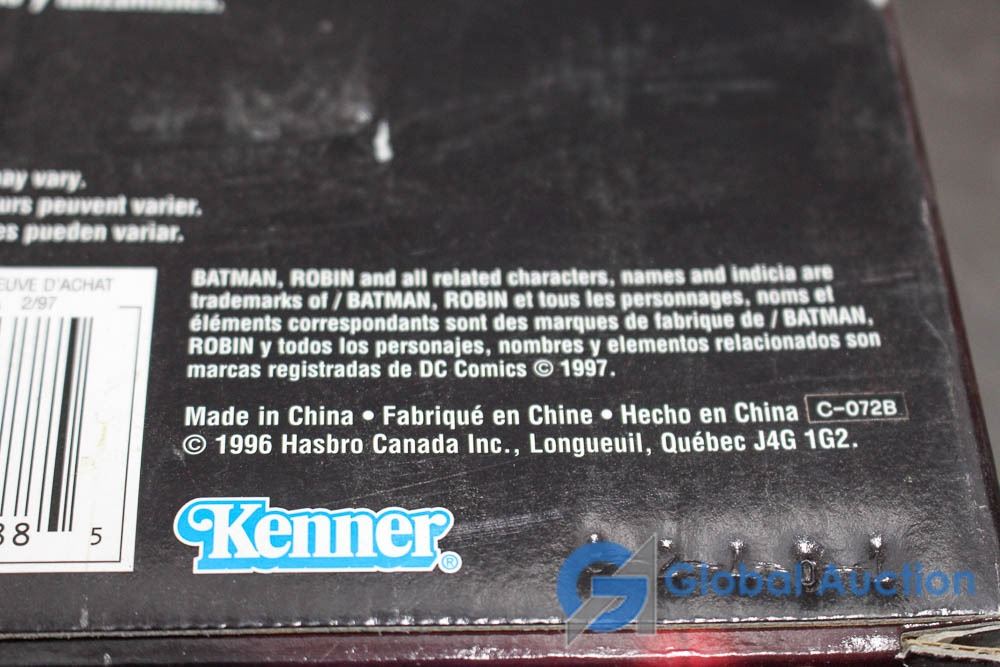 y lanzamisiles.
may vary.
urs peuvent varier.
es pueden variar.
EUVE D'ACHAT
2/97
BATMAN, ROBIN and all related characters, names and indicia are
trademarks of / BATMAN, ROBIN et tous les personnages, noms et
éléments correspondants sont des marques de fabrique de / BATMAN,
ROBIN y todos los personajes, nombres y elementos relacionados son
marcas registradas de DC Comics © 1997.
Made in China • Fabriqué en Chine • Hecho en China C-072B
© 1996 Hasbro Canada Inc., Longueuil, Québec J4G 1G2.
88 5
Kenner®
Global Auction